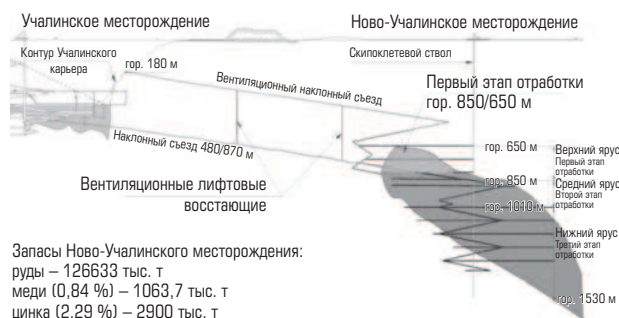 Учалинское месторождение
Ново-Учалинское месторождение
Контур Учалинского
карьера
гор. 180 м
Скипоклетевой ствол
Вентиляционный наклонный съезд
Первый этап отработки
гор. 850/650 м
Наклонный съезд 480/870 м
Вентиляционные лифтовые
восстающие
гор. 650 м
Верхний ярус
Первый этап
отработки
гор. 850 м
Средний ярус
Второй этап
отработки
гор. 1010 м
Нижний ярус
Третий этап
отработки
гор. 1530 м
Запасы Ново-Учалинского месторождения:
руды – 126633 тыс. т
меди (0,84 %) – 1063,7 тыс. т
цинка (2,29 %) – 2900 тыс. т